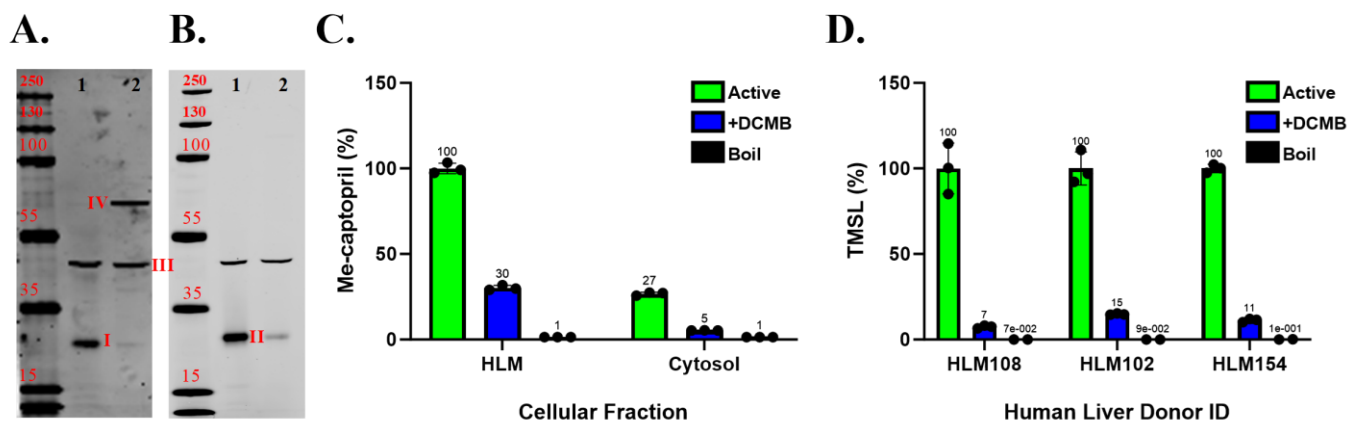 A.
1
2
250
130
100
IV
55
III
35
I
15
B.
1
2
250
130
100
55
35
II
15
C.
150
100
50
0
Me-captopril (%)
Active
+DCMB
Boil
100
30
1
27
5
1
HLM
Cytosol
Cellular Fraction
D.
150
100
50
0
TMSL (%)
Active
+DCMB
Boil
100
7
7e-002
100
15
9e-002
100
11
1e-001
HLM108
HLM102
HLM154
Human Liver Donor ID